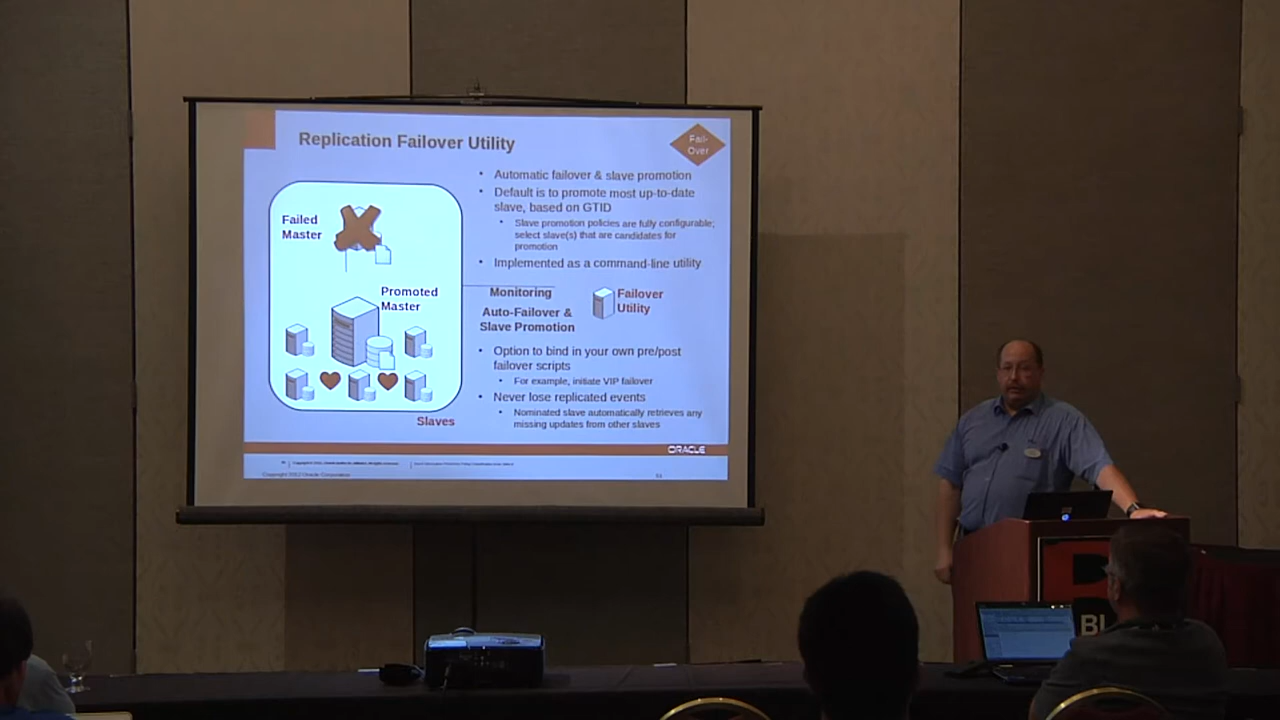 Replication Failover Utility
Fail-
Over
Failed
Master
Promoted
Master
Slaves
• Automatic failover & slave promotion
• Default is to promote most up-to-date
slave, based on GTID
• Slave promotion policies are fully configurable;
select slave(s) that are candidates for
promotion
• Implemented as a command-line utility
Monitoring
Auto-Failover &
Slave Promotion
Failover
Utility
• Option to bind in your own pre/post
failover scripts
• For example, initiate VIP failover
• Never lose replicated events
• Nominated slave automatically retrieves any
missing updates from other slaves
ORACLE
Copyright 2012 Oracle Corporation
51
BL